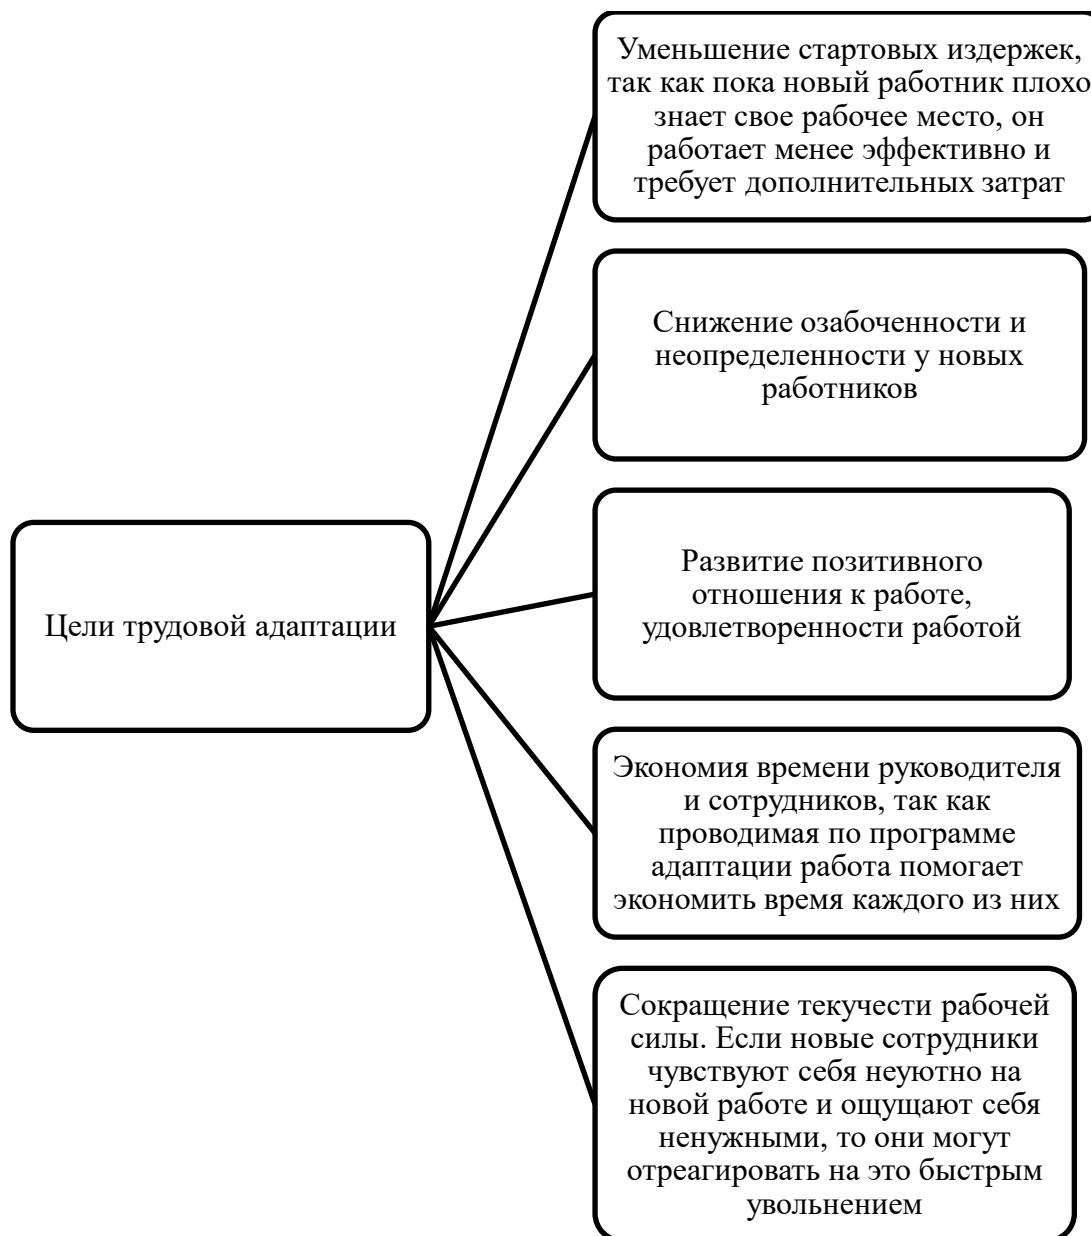 Цели трудовой адаптации
Уменьшение стартовых издержек,
так как пока новый работник плохо
знает свое рабочее место, он
работает менее эффективно и
требует дополнительных затрат
Снижение озабоченности и
неопределенности у новых
работников
Развитие позитивного
отношения к работе,
удовлетворенности работой
Экономия времени руководителя
и сотрудников, так как
проводимая по программе
адаптации работа помогает
экономить время каждого из них
Сокращение текучести рабочей
силы. Если новые сотрудники
чувствуют себя неуютно на
новой работе и ощущают себя
ненужными, то они могут
отреагировать на это быстрым
увольнением